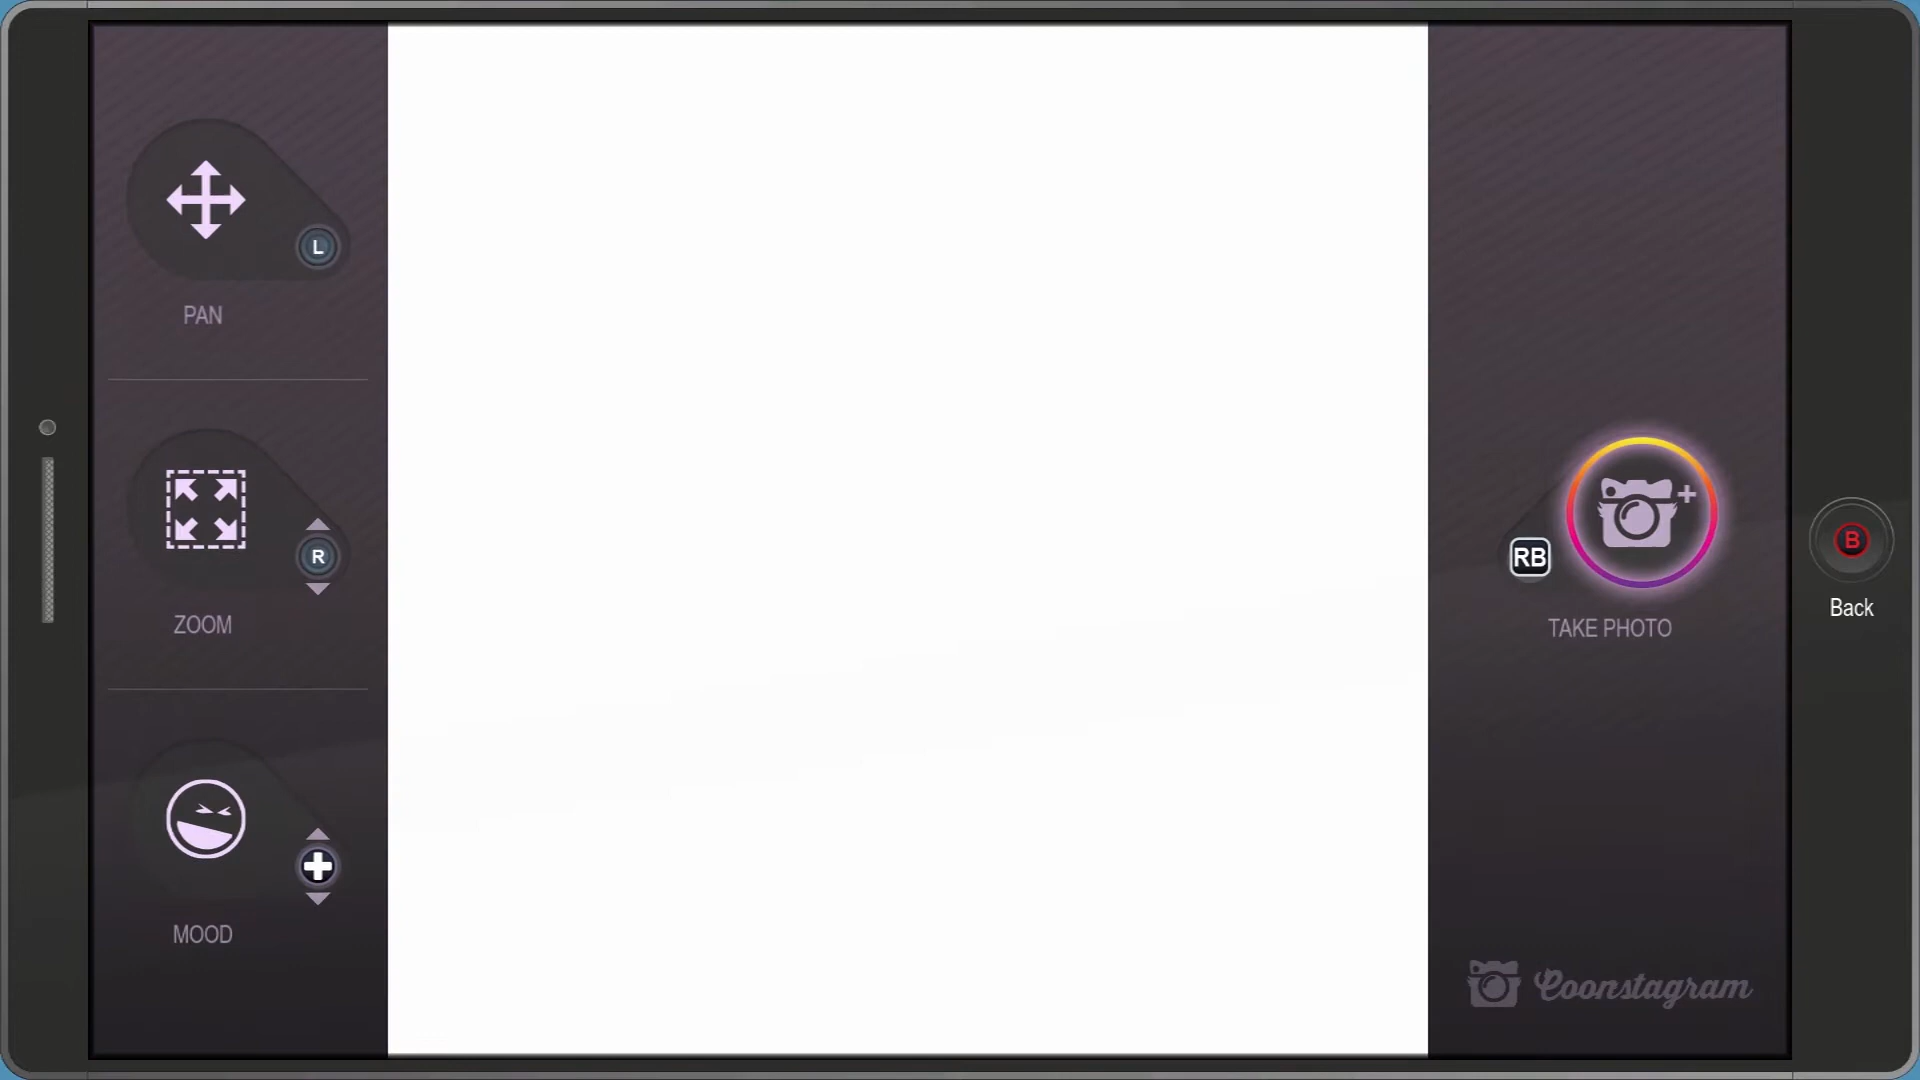 PAN
L
ZOOM
R
MOOD
RB
TAKE PHOTO
B
Back
Coonstagram